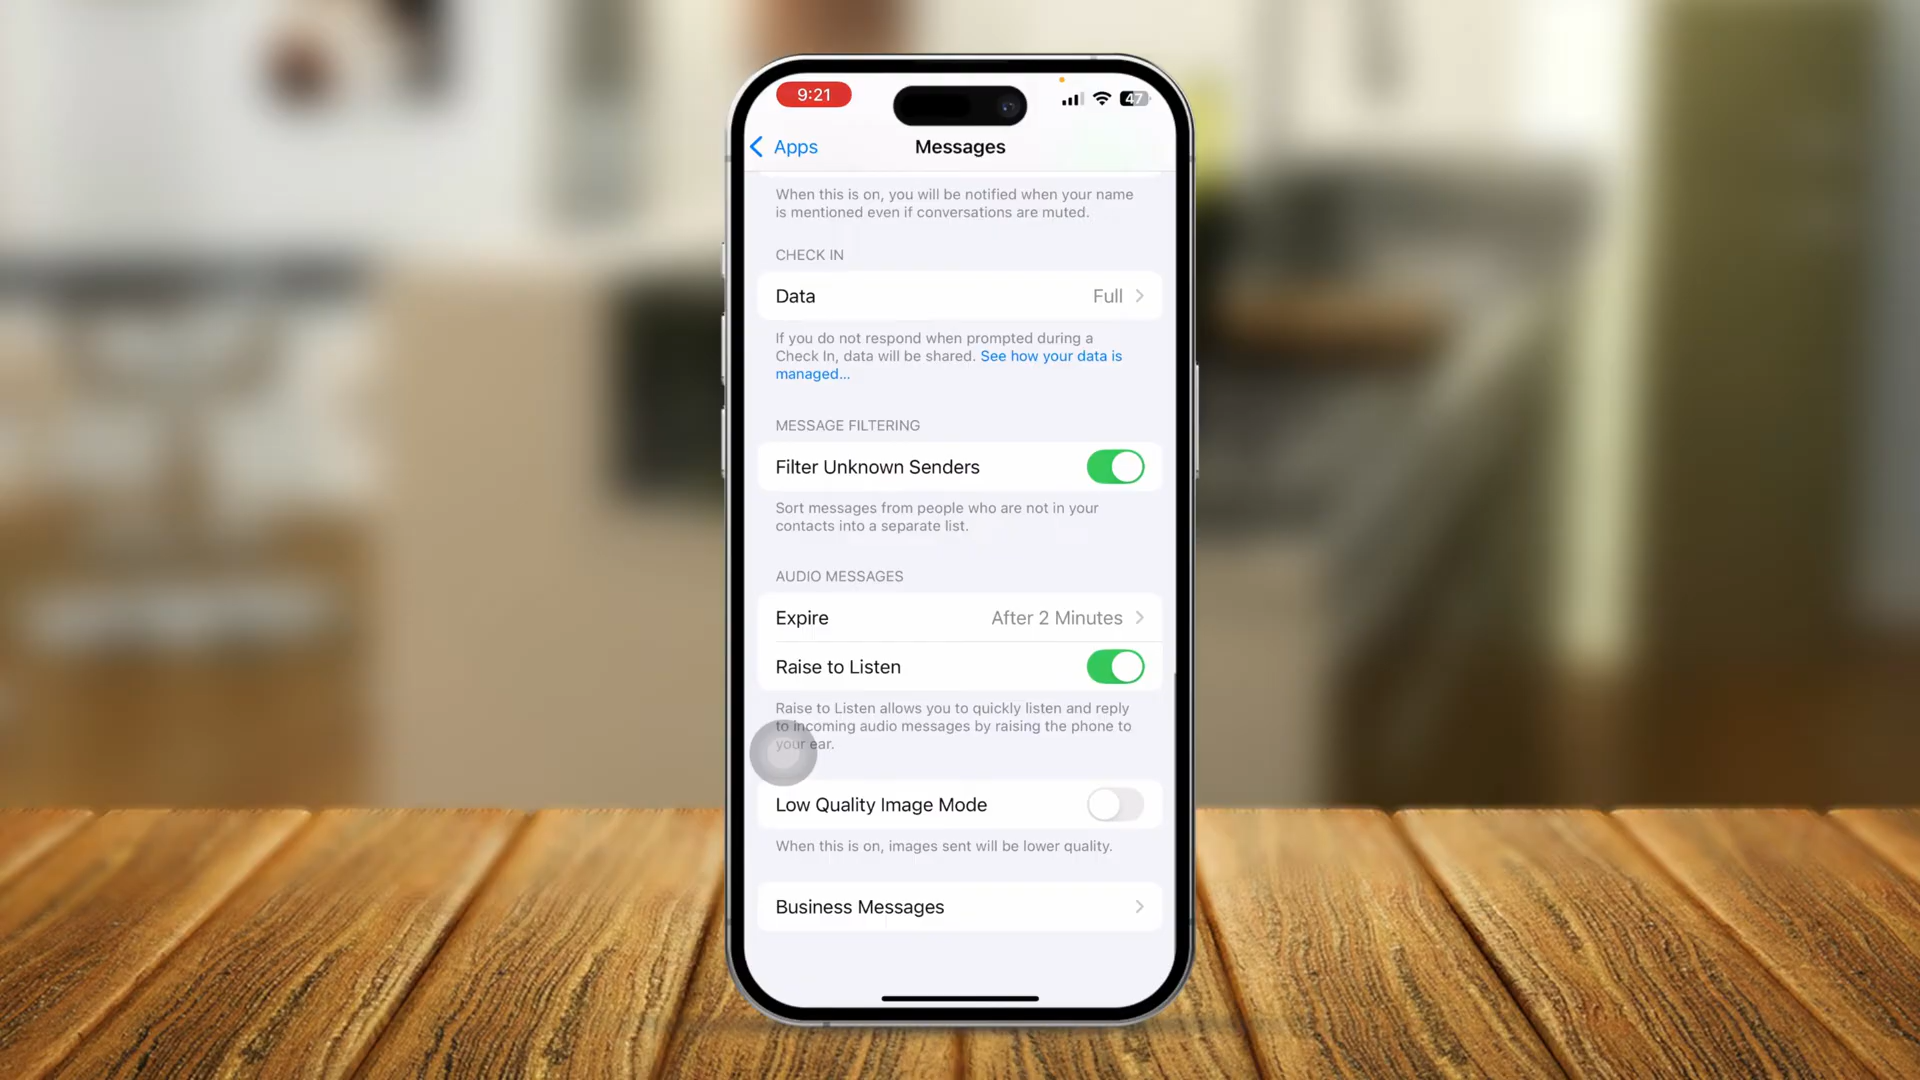 9:21
47
Apps
Messages
When this is on, you will be notified when your name
is mentioned even if conversations are muted.
CHECK IN
Data Full
If you do not respond when prompted during a
Check In, data will be shared. See how your data is
managed...
MESSAGE FILTERING
Filter Unknown Senders
Sort messages from people who are not in your
contacts into a separate list.
AUDIO MESSAGES
Expire After 2 Minutes
Raise to Listen
Raise to Listen allows you to quickly listen and reply
to incoming audio messages by raising the phone to
your ear.
Low Quality Image Mode
When this is on, images sent will be lower quality.
Business Messages